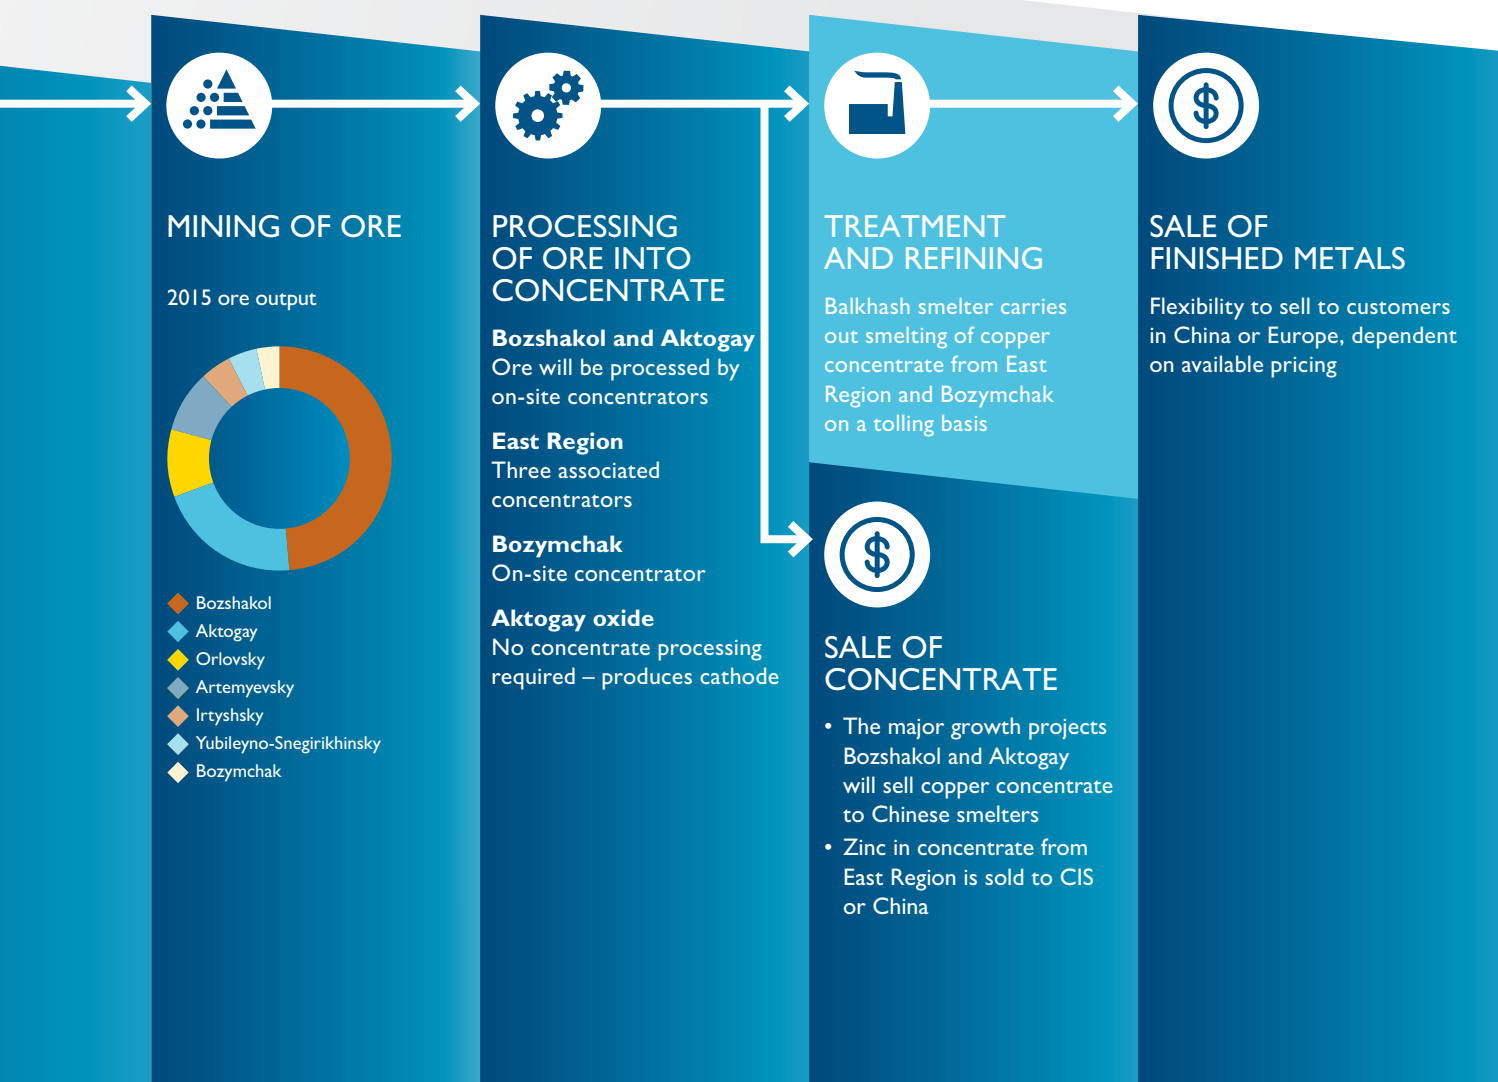 MINING OF ORE
2015 ore output
Bozshakol
Aktogay
Orlovsky
Artemyevsky
Irtyshsky
Yubileyno-Snegirikhinsky
Bozymchak
PROCESSING
OF ORE INTO
CONCENTRATE
Bozshakol and Aktogay
Ore will be processed by
on-site concentrators
East Region
Three associated
concentrators
Bozymchak
On-site concentrator
Aktogay oxide
No concentrate processing
required – produces cathode
TREATMENT
AND REFINING
Balkhash smelter carries
out smelting of copper
concentrate from East
Region and Bozymchak
on a tolling basis
$
SALE OF
CONCENTRATE
• The major growth projects
Bozshakol and Aktogay
will sell copper concentrate
to Chinese smelters
• Zinc in concentrate from
East Region is sold to CIS
or China
$
SALE OF
FINISHED METALS
Flexibility to sell to customers
in China or Europe, dependent
on available pricing